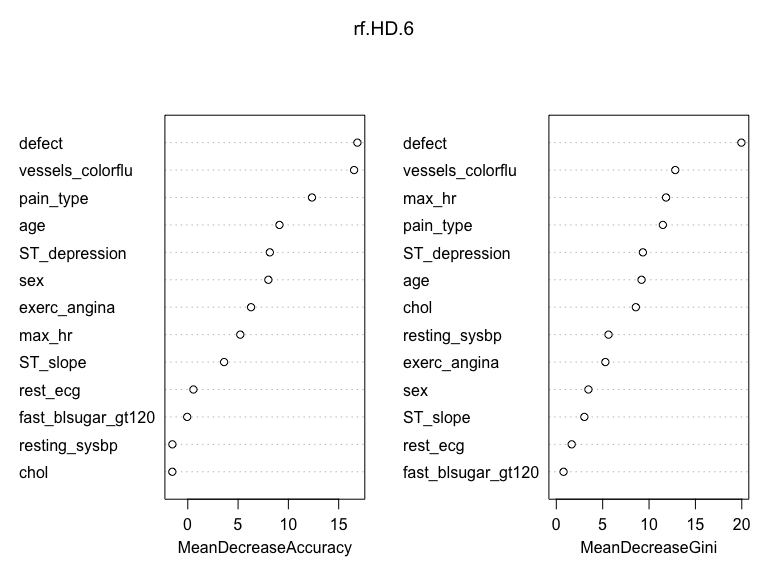 rf.HD.6
defect
vessels_colorflu
pain_type
age
ST_depression
sex
exerc_angina
max_hr
ST_slope
rest_ecg
fast_blsugar_gt120
resting_sysbp
chol
0 5 10 15
MeanDecreaseAccuracy
defect
vessels_colorflu
max_hr
pain_type
ST_depression
age
chol
resting_sysbp
exerc_angina
sex
ST_slope
rest_ecg
fast_blsugar_gt120
0 5 10 15 20
MeanDecreaseGini